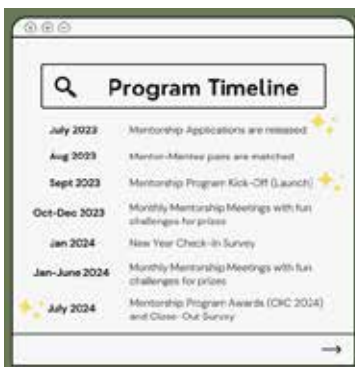 Program Timeline
July 2023 Mentorship Applications are released
Aug 2023 Mentor-Mentee pairs are matched
Sept 2023 Mentorship Program Kick-Off (Launch)
Oct-Dec 2023 Monthly Mentorship Meetings with fun
challenges for prizes
Jan 2024 New Year Check-In Survey
Jan-June 2024 Monthly Mentorship Meetings with fun
challenges for prizes
July 2024 Mentorship Program Awards (CKC 2024)
and Close-Out Survey